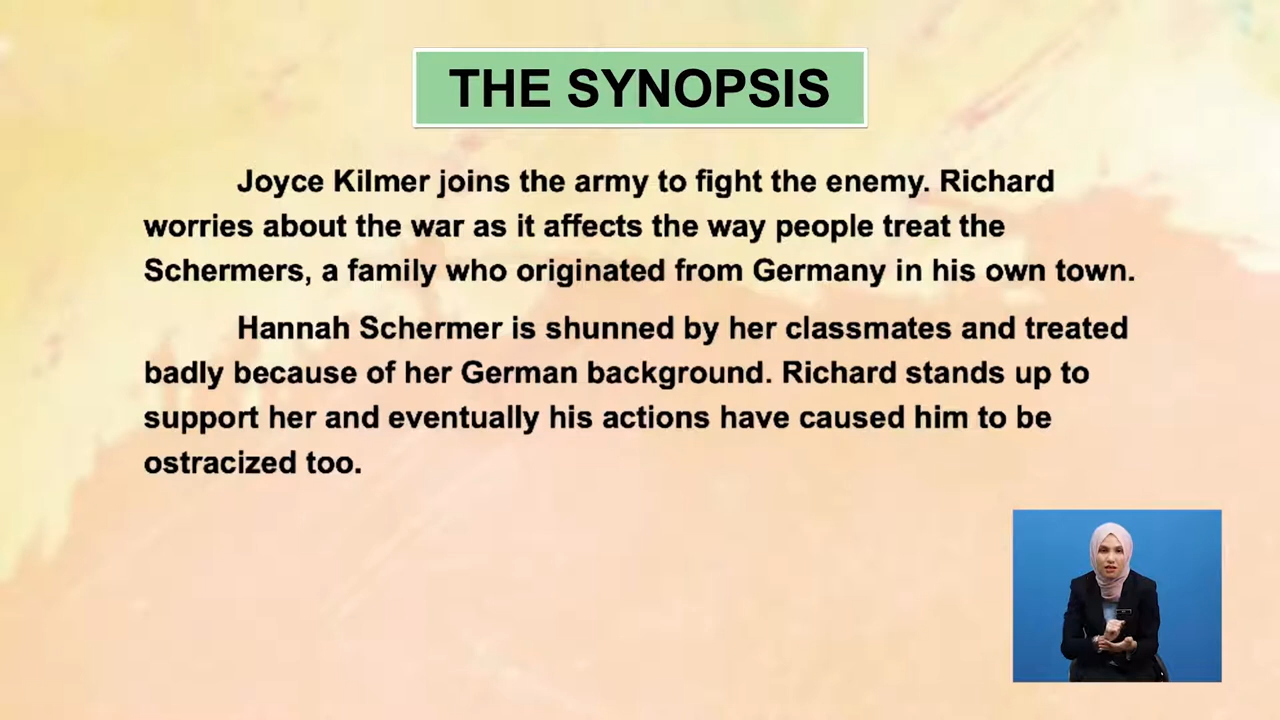 THE SYNOPSIS
Joyce Kilmer joins the army to fight the enemy. Richard
worries about the war as it affects the way people treat the
Schermers, a family who originated from Germany in his own town.
Hannah Schermer is shunned by her classmates and treated
badly because of her German background. Richard stands up to
support her and eventually his actions have caused him to be
ostracized too.